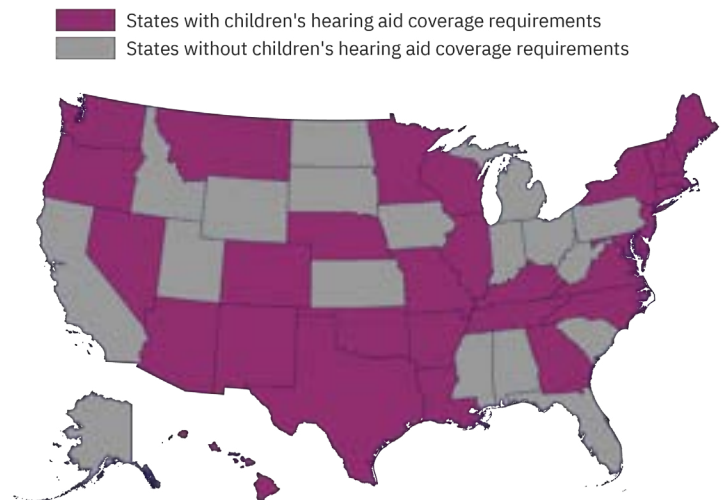 States with children's hearing aid coverage requirements
States without children's hearing aid coverage requirements